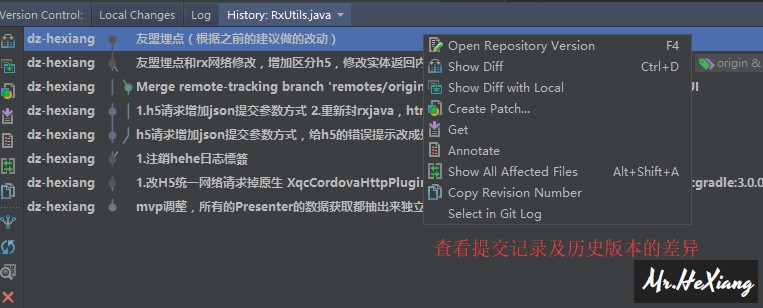 Version Control: Local Changes Log History: RxUtils.java
dz-hexiang 友盟埋点（根据之前的建议做的改动）
dz-hexiang 友盟埋点和rx网络修改，增加区分h5，修改实体返回内 origin &
dz-hexiang Merge remote-tracking branch 'remotes/origin UI
dz-hexiang 1.h5请求增加json提交参数方式 2.重新封rxjava，htt
dz-hexiang h5请求增加json提交参数方式，给h5的错误提示改成
dz-hexiang 1.注銷hehe日志標簽
dz-hexiang 1.改H5统一网络请求掉原生 XqcCordovaHttpPlugin :gradle:3.0.0
dz-hexiang mvp调整，所有的Presenter的数据获取都抽出来独立
Open Repository Version F4
Show Diff Ctrl+D
Show Diff with Local
Create Patch...
Get
Annotate
Show All Affected Files Alt+Shift+A
Copy Revision Number
Select in Git Log
查看提交记录及历史版本的差异
Mr.HeXiang